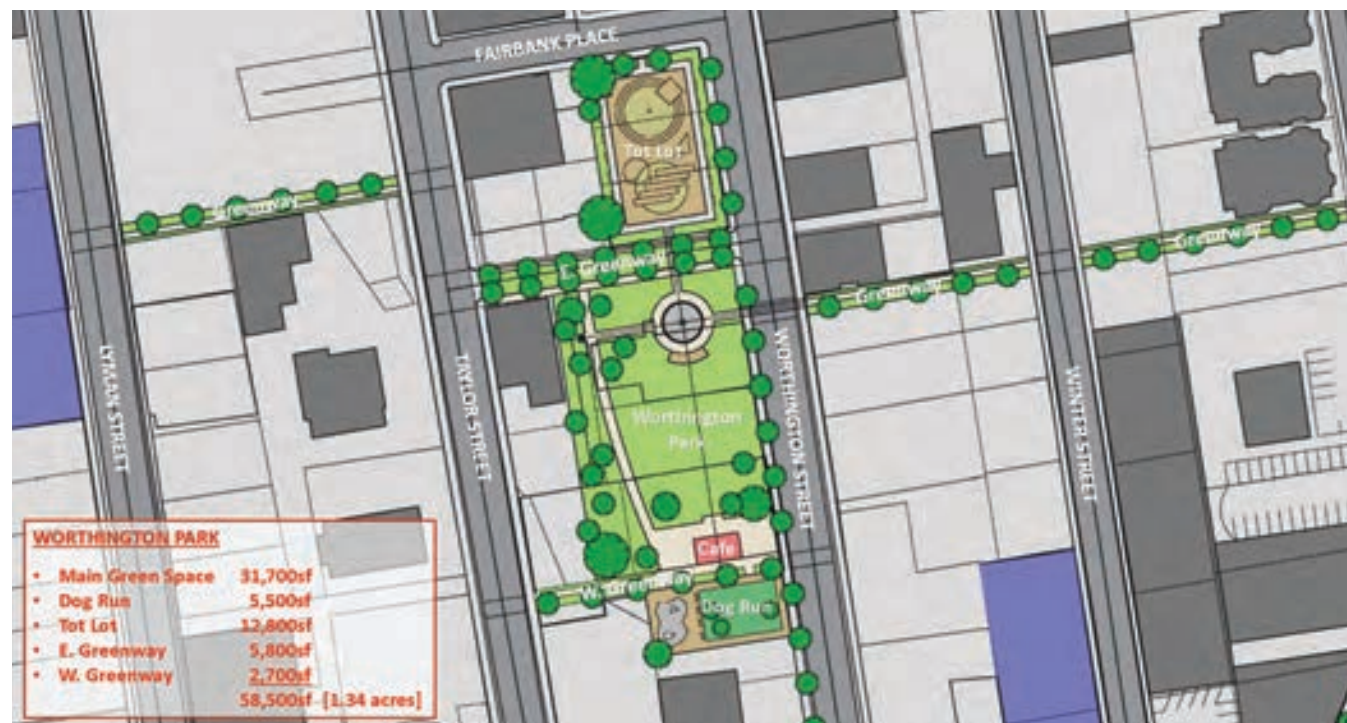 FAIRBANK PLACE
Tot Lot
Greenway
E. Greenway
Greenway
Greenway
LYMAN STREET
TAYLOR STREET
WORTHINGTON STREET
WINTER STREET
Worthington
Park
Cafe
W. Greenway
Dog Run
WORTHINGTON PARK
• Main Green Space 31,700sf
• Dog Run 5,500sf
• Tot Lot 12,800sf
• E. Greenway 5,800sf
• W. Greenway 2,700sf
58,500sf [1.34 acres]